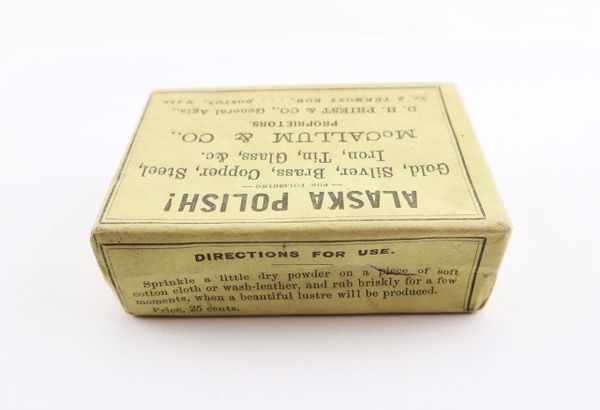 ALASKA POLISH!
— FOR POLISHING —
Gold, Silver, Brass, Copper, Steel,
Iron, Tin, Glass, &c.
McCALLUM & CO.,
PROPRIETORS.
D. H. PRIEST & CO., General Agts.,
No. 3 TREMONT ROW, . . . . BOSTON, MASS
DIRECTIONS FOR USE.
Sprinkle a little dry powder on a piece of soft
cotton cloth or wash-leather, and rub briskly for a few
moments, when a beautiful lustre will be produced.
Price, 25 cents.